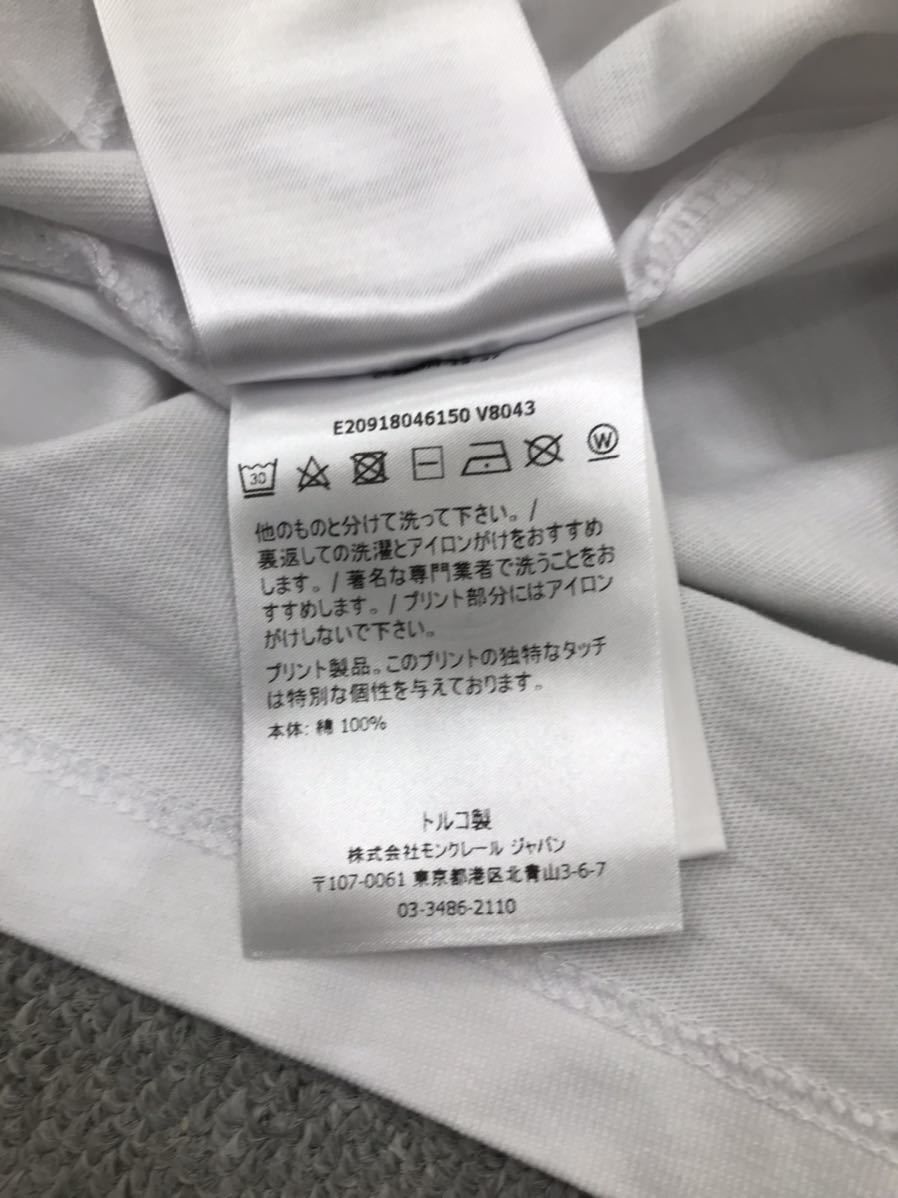 E20918046150 V8043
30
W
他のものと分けて洗って下さい。/
裏返しての洗濯とアイロンがけをおすすめ
します。/ 著名な専門業者で洗うことをお
すすめします。/ プリント部分にはアイロン
がけしないで下さい。
プリント製品。このプリントの独特なタッチ
は特別な個性を与えております。
本体: 綿 100%
トルコ製
株式会社モンクレール ジャパン
〒107-0061 東京都港区北青山3-6-7
03-3486-2110